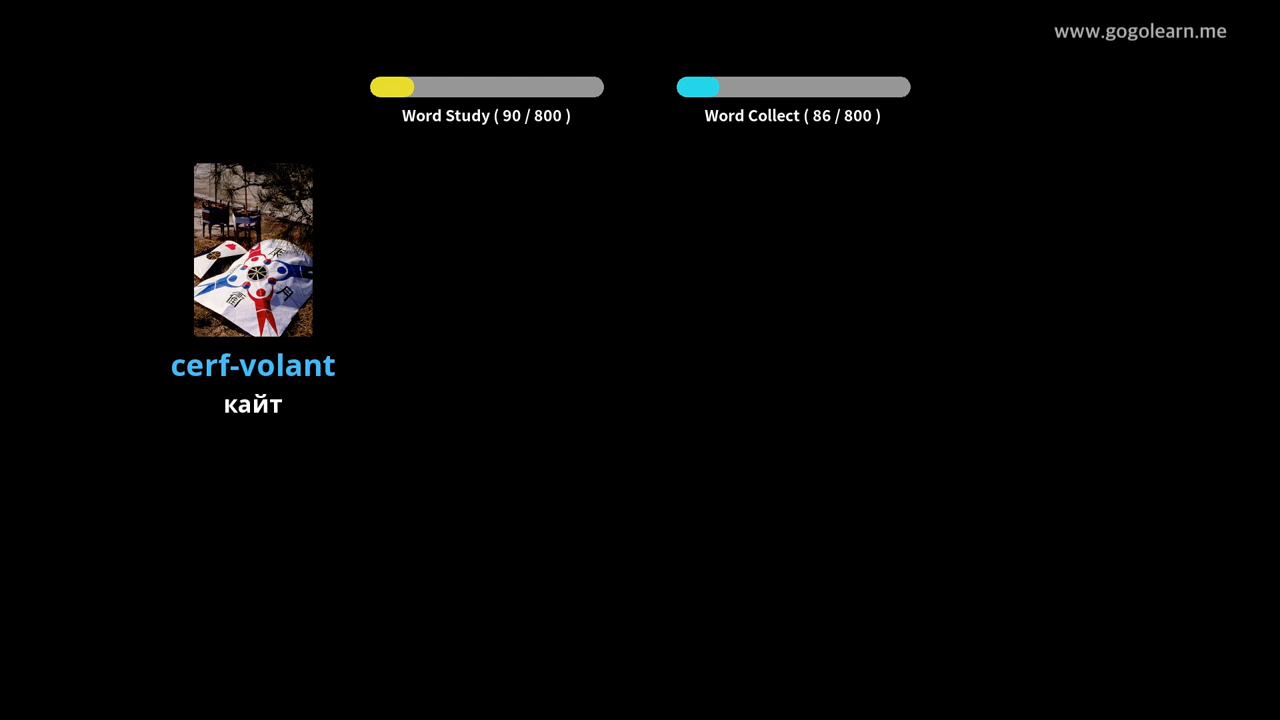 www.gogolearn.me
Word Study ( 90 / 800 )
Word Collect ( 86 / 800 )
cerf-volant
кайт